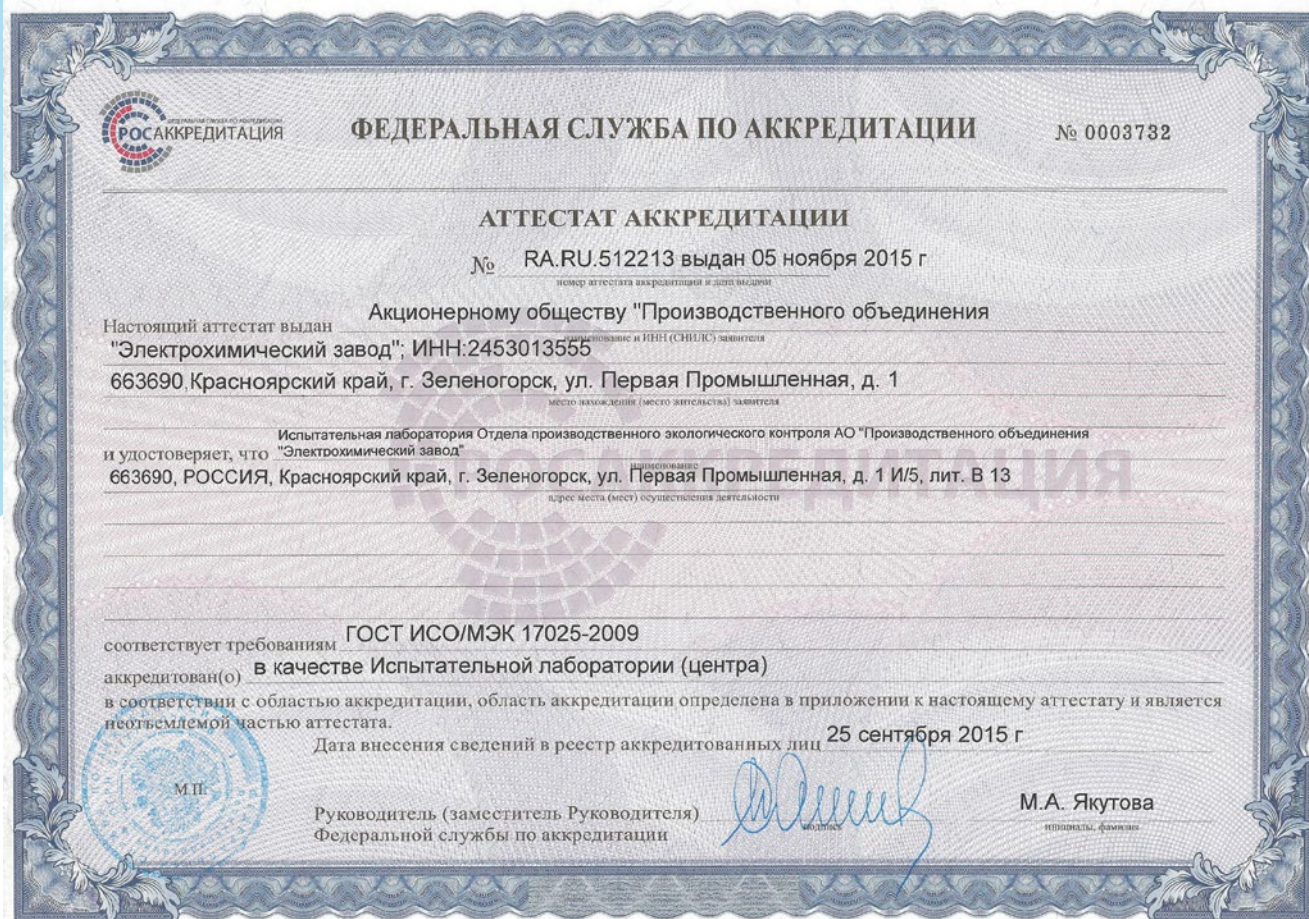 ФЕДЕРАЛЬНАЯ СЛУЖБА ПО АККРЕДИТАЦИИ
РОСАККРЕДИТАЦИЯ
ФЕДЕРАЛЬНАЯ СЛУЖБА ПО АККРЕДИТАЦИИ
№ 0003732
АТТЕСТАТ АККРЕДИТАЦИИ
№ RA.RU.512213 выдан 05 ноября 2015 г
номер аттестата аккредитации и дата выдачи
Настоящий аттестат выдан Акционерному обществу "Производственного объединения
наименование и ИНН (СНИЛС) заявителя
"Электрохимический завод"; ИНН:2453013555
663690,Красноярский край, г. Зеленогорск, ул. Первая Промышленная, д. 1
место нахождения (место жительства) заявителя
Испытательная лаборатория Отдела производственного экологического контроля АО "Производственного объединения
и удостоверяет, что "Электрохимический завод"
наименование
663690, РОССИЯ, Красноярский край, г. Зеленогорск, ул. Первая Промышленная, д. 1 И/5, лит. В 13
адрес места (мест) осуществления деятельности
РОСАККРЕДИТАЦИЯ
соответствует требованиям ГОСТ ИСО/МЭК 17025-2009
аккредитован(о) в качестве Испытательной лаборатории (центра)
в соответствии с областью аккредитации, область аккредитации определена в приложении к настоящему аттестату и является
неотъемлемой частью аттестата.
Дата внесения сведений в реестр аккредитованных лиц 25 сентября 2015 г
М.П.
Руководитель (заместитель Руководителя)
Федеральной службы по аккредитации
подпись
М.А. Якутова
инициалы, фамилия